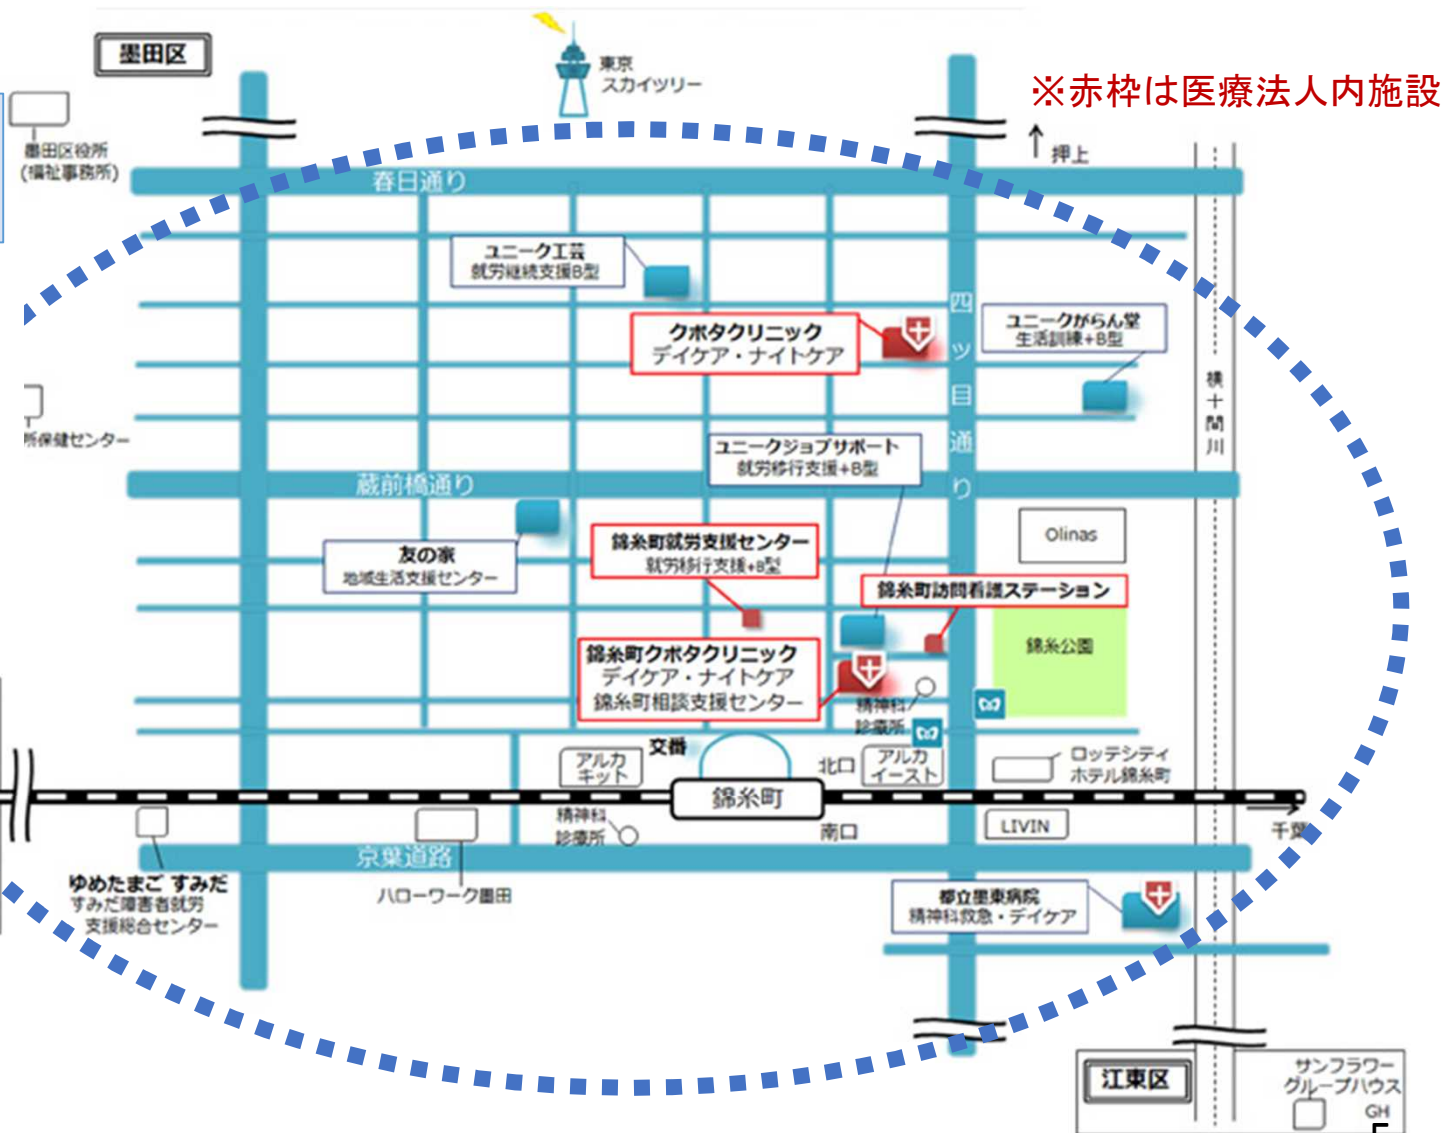 墨田区
東京
スカイツリー
※赤枠は医療法人内施設
墨田区役所
(福祉事務所)
押上
春日通り
ユニーク工芸
就労継続支援B型
クボタクリニック
デイケア・ナイトケア
四ッ目通り
ユニークがらん堂
生活訓練+B型
横十間川
所保健センター
ユニークジョブサポート
就労移行支援+B型
蔵前橋通り
Olinas
友の家
地域生活支援センター
錦糸町就労支援センター
就労移行支援+B型
錦糸町訪問看護ステーション
錦糸公園
錦糸町クボタクリニック
デイケア・ナイトケア
錦糸町相談支援センター
精神科
診療所
交番
アルカ
キット
北口
アルカ
イースト
ロッテシティ
ホテル錦糸町
錦糸町
千葉
精神科
診療所
南口
LIVIN
京葉道路
ゆめたまご すみだ
すみだ障害者就労
支援総合センター
ハローワーク墨田
都立墨東病院
精神科救急・デイケア
江東区
サンフラワー
グループハウス
GH